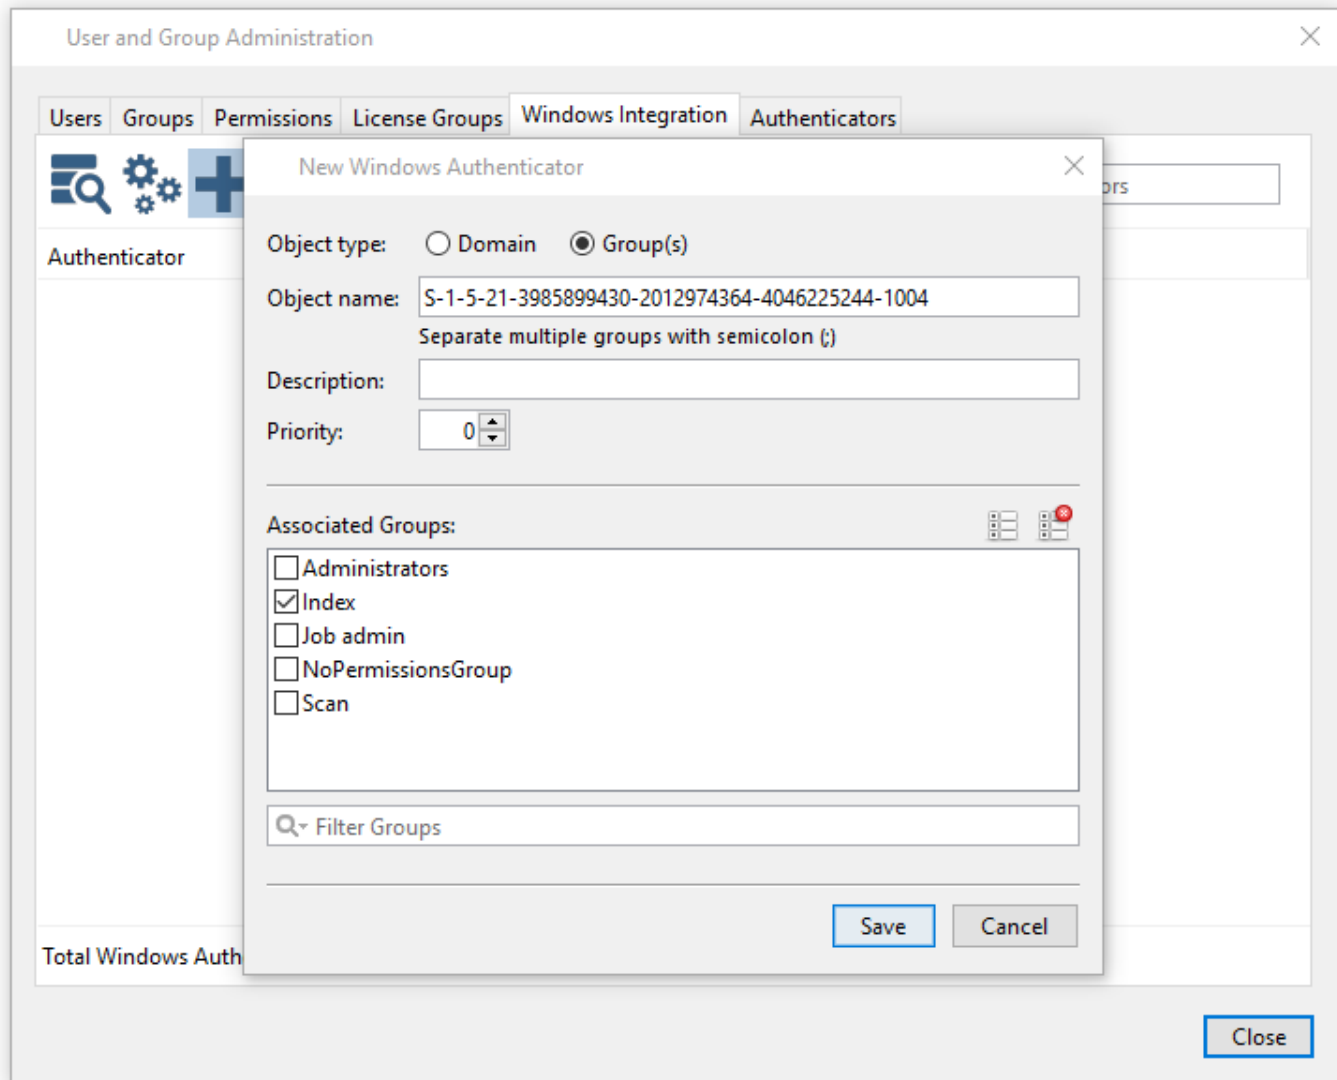 User and Group Administration
Users Groups Permissions License Groups Windows Integration Authenticators
New Windows Authenticator
Authenticator
Object type: Domain Group(s)
Object name: S-1-5-21-3985899430-2012974364-4046225244-1004
Separate multiple groups with semicolon (;)
Description:
Priority: 0
Associated Groups:
Administrators
Index
Job admin
NoPermissionsGroup
Scan
Filter Groups
Save Cancel
Total Windows Auth
Close